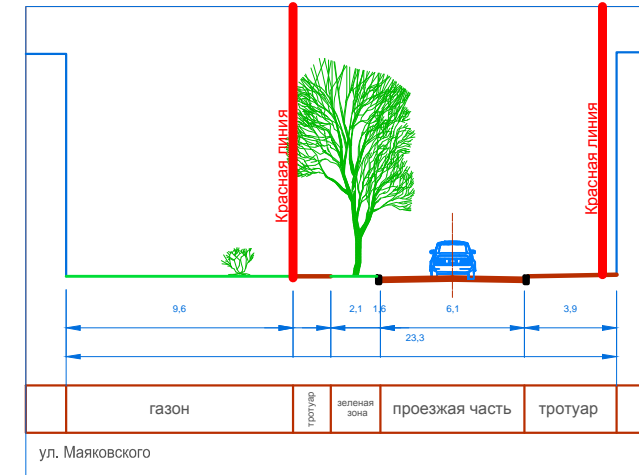 Красная линия
Красная линия
9,6
2,1
1,6
6,1
3,9
23,3
газон
тротуар
зеленая
зона
проезжая часть
тротуар
ул. Маяковского